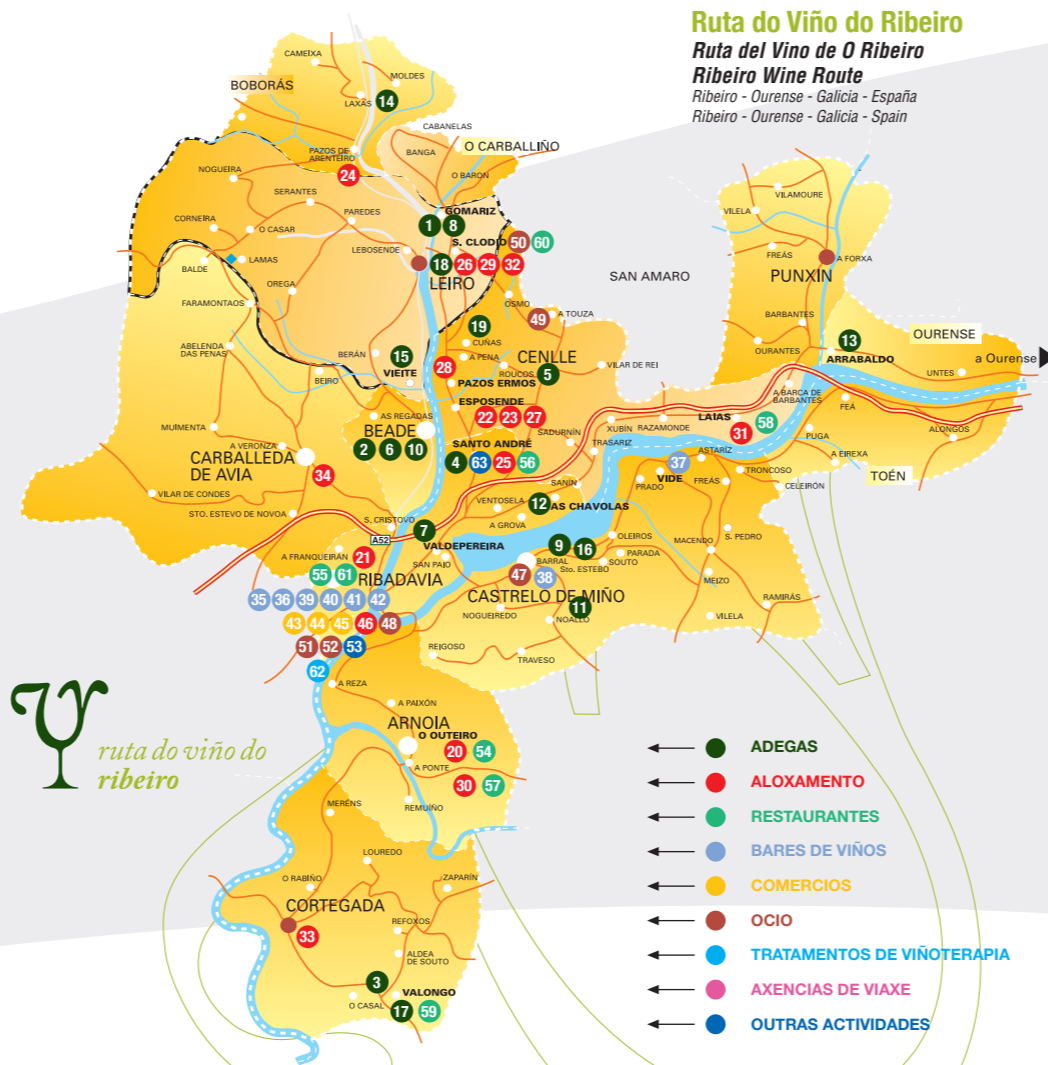 Ruta do Viño do Ribeiro
Ruta del Vino de O Ribeiro
Ribeiro Wine Route
Ribeiro - Ourense - Galicia - España
Ribeiro - Ourense - Galicia - Spain
CAMEIXA
MOLDES
BOBORÁS
LAXÁS
14
CABANELAS
O CARBALLIÑO
BANGA
PAZOS DE
ARENTEIRO
24
NOGUEIRA
O BARÓN
SERANTES
PAREDES
GOMARIZ
1 8
CORNEIRA
O CASAR
LEBOSENDE
S. CLODIO
50 60
18 26 29 32
LEIRO
BALDE
LAMAS
OREGA
FARAMONTAOS
OSMO
A TOUZA
49
SAN AMARO
VILAMOURE
VILELA
FREÁS
A FORXA
PUNXÍN
BARBANTES
OURANTES
13
ARRABALDO
OURENSE
a Ourense
UNTES
19
CUÑAS
CENLLE
A PENA
ROUCOS
5
VILAR DE REI
ABELENDA
DAS PENAS
BERÁN
15
VIEITE
28
PAZOS ERMOS
BEIRO
ESPOSENDE
22 23 27
A BARCA DE
BARBANTES
FEÁ
AS REGADAS
BEADE
2 6 10
SADURNÍN
XUBÍN
RAZAMONDE
LAIAS
31 58
PUGA
ALONGOS
MUIMENTA
A VERONZA
CARBALLEDA
DE AVIA
34
SANTO ANDRÉ
4 63 25 56
TRASARIZ
ASTARIZ
A EIREXA
TOÉN
37
VIDE
PRADO
FREÁS
TRONCOSO
CELEIRÓN
VILAR DE CONDES
STO. ESTEVO DE NOVOA
SANÍN
VENTOSELA
12
AS CHAVOLAS
A GROVA
S. CRISTOVO
A52
7
VALDEPEREIRA
9 16
OLEIROS
S. PEDRO
MACENDO
A FRANQUEIRÁN
21
SAN PAIO
BARRAL
Sto. ESTEBO
SOUTO
PARADA
55 61
RIBADAVIA
47 38
CASTRELO DE MIÑO
MEIZO
35 36 39 40 41 42
11
NOGUEIREDO
NOALLO
RAMIRÁS
VILELA
43 44 45 46 48
51 52 53
REIGOSO
TRAVESO
62
A REZA
A PAIXÓN
ARNOIA
O OUTEIRO
20 54
A PONTE
30 57
REMUIÑO
ruta do viño do
ribeiro
MERÉNS
LOUREDO
O RABIÑO
ZAPARÍN
CORTEGADA
33
REFOXOS
ALDEA
DE SOUTO
3
VALONGO
O CASAL
17 59
ADEGAS
ALOXAMENTO
RESTAURANTES
BARES DE VIÑOS
COMERCIOS
OCIO
TRATAMENTOS DE VIÑOTERAPIA
AXENCIAS DE VIAXE
OUTRAS ACTIVIDADES